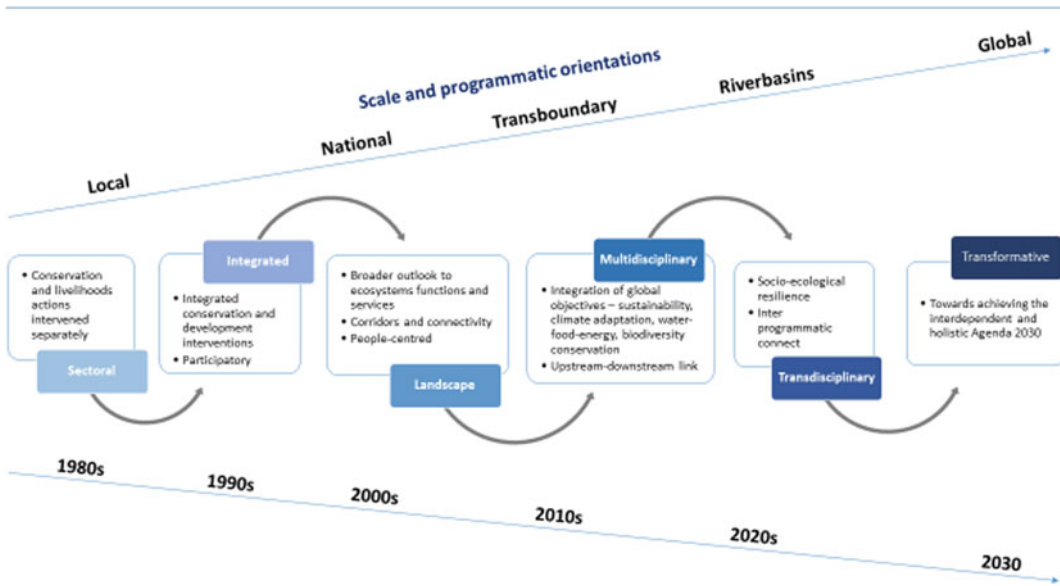 Scale and programmatic orientations
Local
National
Transboundary
Riverbasins
Global
• Conservation
and livelihoods
actions
intervened
separately
Sectoral
Integrated
• Integrated
conservation and
development
interventions
• Participatory
• Broader outlook to
ecosystems functions and
services
• Corridors and connectivity
• People-centred
Landscape
Multidisciplinary
• Integration of global
objectives – sustainability,
climate adaptation, water-
food-energy, biodiversity
conservation
• Upstream-downstream link
• Socio-ecological
resilience
• Inter
programmatic
connect
Transdisciplinary
Transformative
• Towards achieving the
interdependent and
holistic Agenda 2030
1980s
1990s
2000s
2010s
2020s
2030